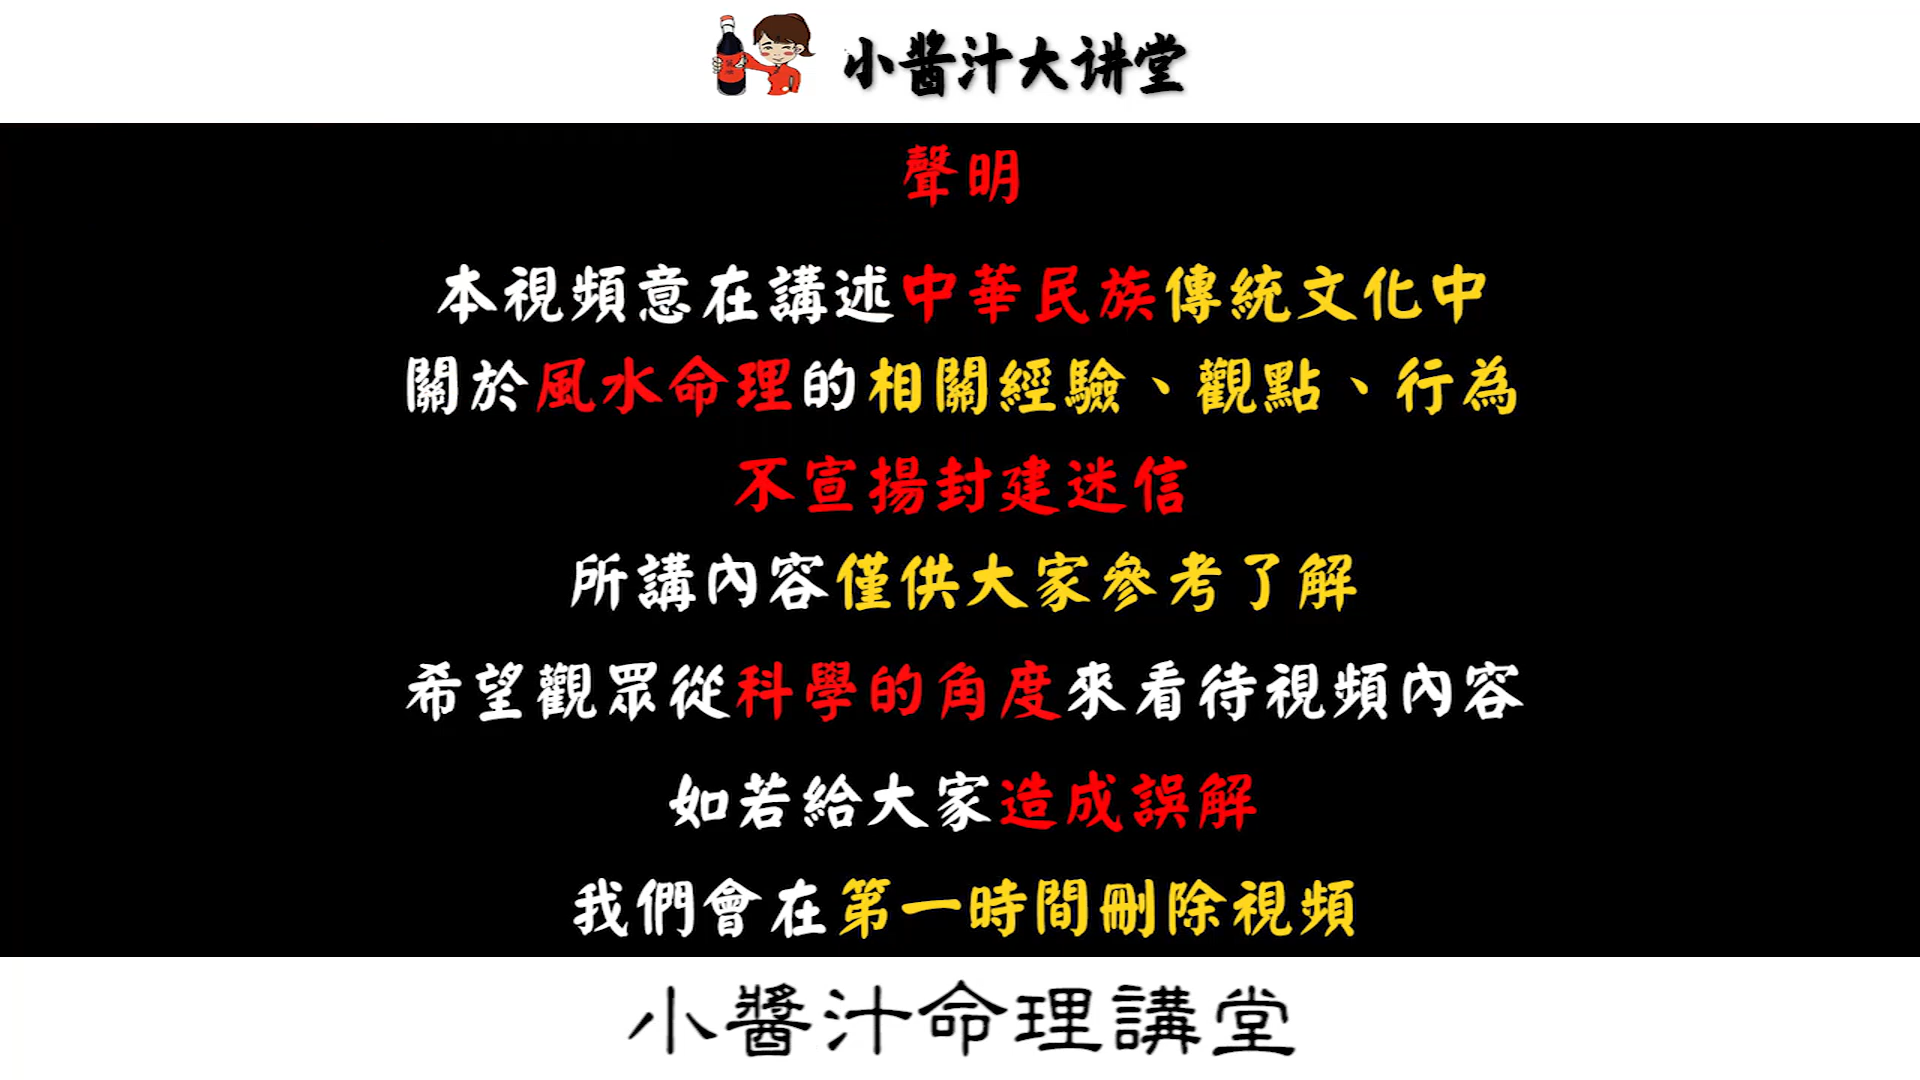 小酱汁大讲堂
聲明
本視頻意在講述中華民族傳統文化中
關於風水命理的相關經驗、觀點、行為
不宣揚封建迷信
所講內容僅供大家參考了解
希望觀眾從科學的角度來看待視頻內容
如若給大家造成誤解
我們會在第一時間刪除視頻
小醬汁命理講堂